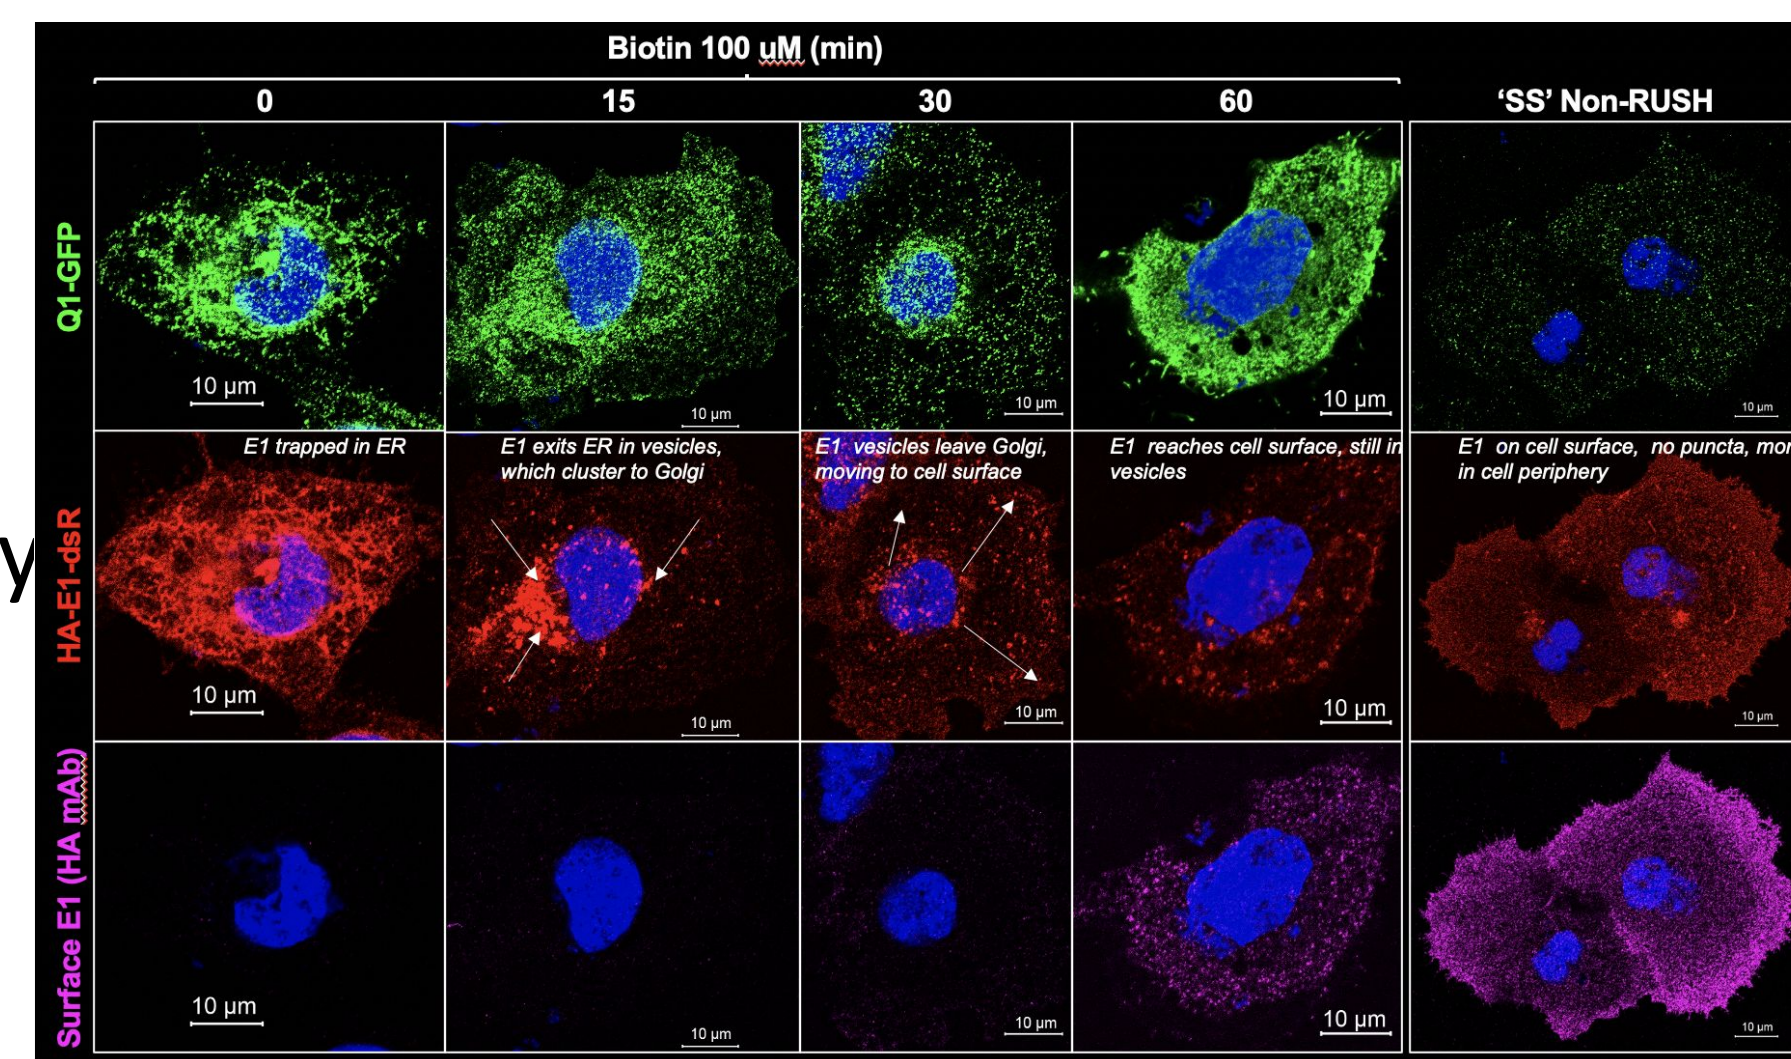 Biotin 100 uM (min)
0 15 30 60 ‘SS’ Non-RUSH
Q1-GFP
10 µm
10 µm
10 µm
10 µm
10 µm
y
HA-E1-dsR
E1 trapped in ER
E1 exits ER in vesicles,
which cluster to Golgi
E1 vesicles leave Golgi,
moving to cell surface
E1 reaches cell surface, still in
vesicles
E1 on cell surface, no puncta, mor
in cell periphery
10 µm
10 µm
10 µm
10 µm
10 µm
Surface E1 (HA mAb)
10 µm
10 µm
10 µm
10 µm
10 µm